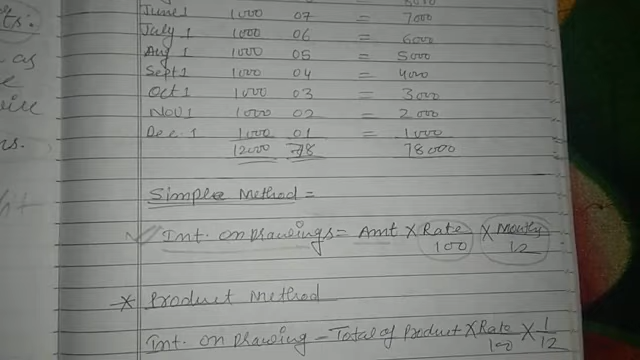 ts:
as
June 1 1000 07 = 7000
July 1 1000 06 = 6000
Aug 1 1000 05 = 5000
Sept 1 1000 04 = 4000
Oct 1 1000 03 = 3000
Nov 1 1000 02 = 2000
Dec. 1 1000 01 = 1000
12000 78 78000
Simple Method =
Int. on Drawings = Amt × Rate/100 × Monthly/12
* Product Method
Int. on Drawing = Total of Product × Rate/100 × 1/12